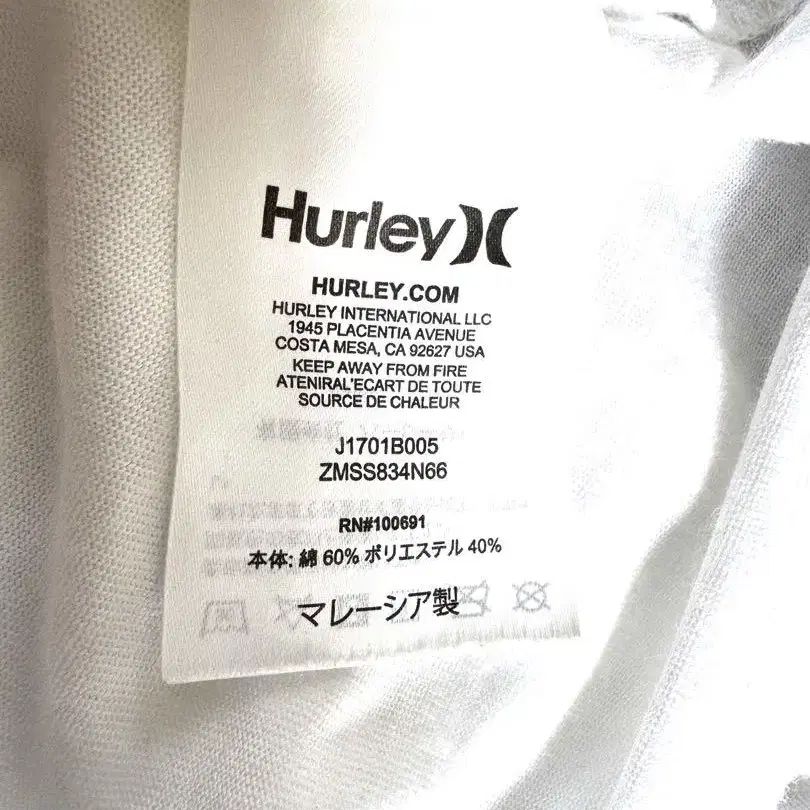 Hurley
HURLEY.COM
HURLEY INTERNATIONAL LLC
1945 PLACENTIA AVENUE
COSTA MESA, CA 92627 USA
KEEP AWAY FROM FIRE
ATENIRAL'ECART DE TOUTE
SOURCE DE CHALEUR
J1701B005
ZMSS834N66
RN#100691
本体: 綿 60% ポリエステル 40%
マレーシア製